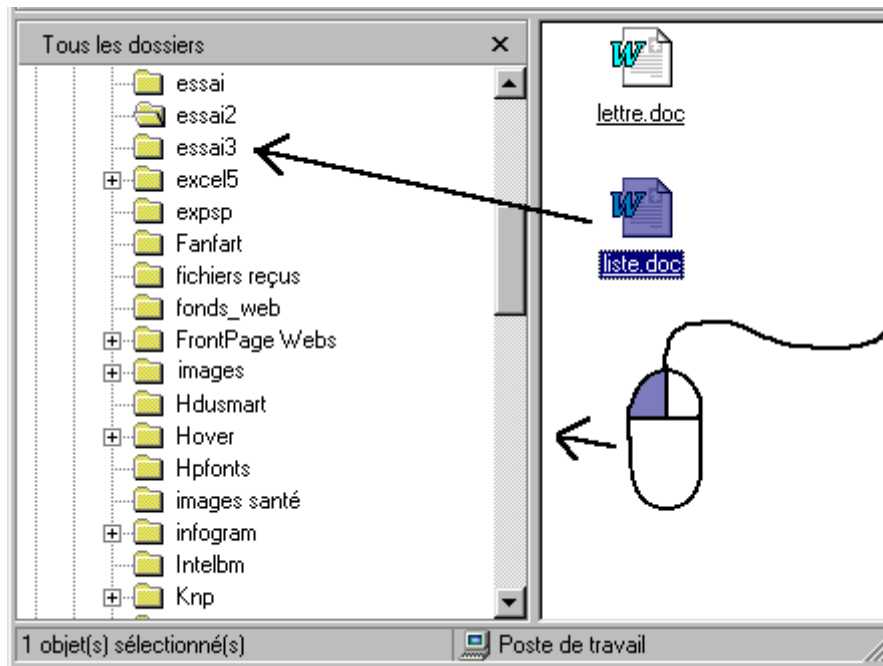 Tous les dossiers
essai
essai2
essai3
excel5
expsp
Fanfart
fichiers reçus
fonds_web
FrontPage Webs
images
Hdusmart
Hover
Hpfonts
images santé
infogram
Intelbm
Knp
lettre.doc
liste.doc
1 objet(s) sélectionné(s)
Poste de travail